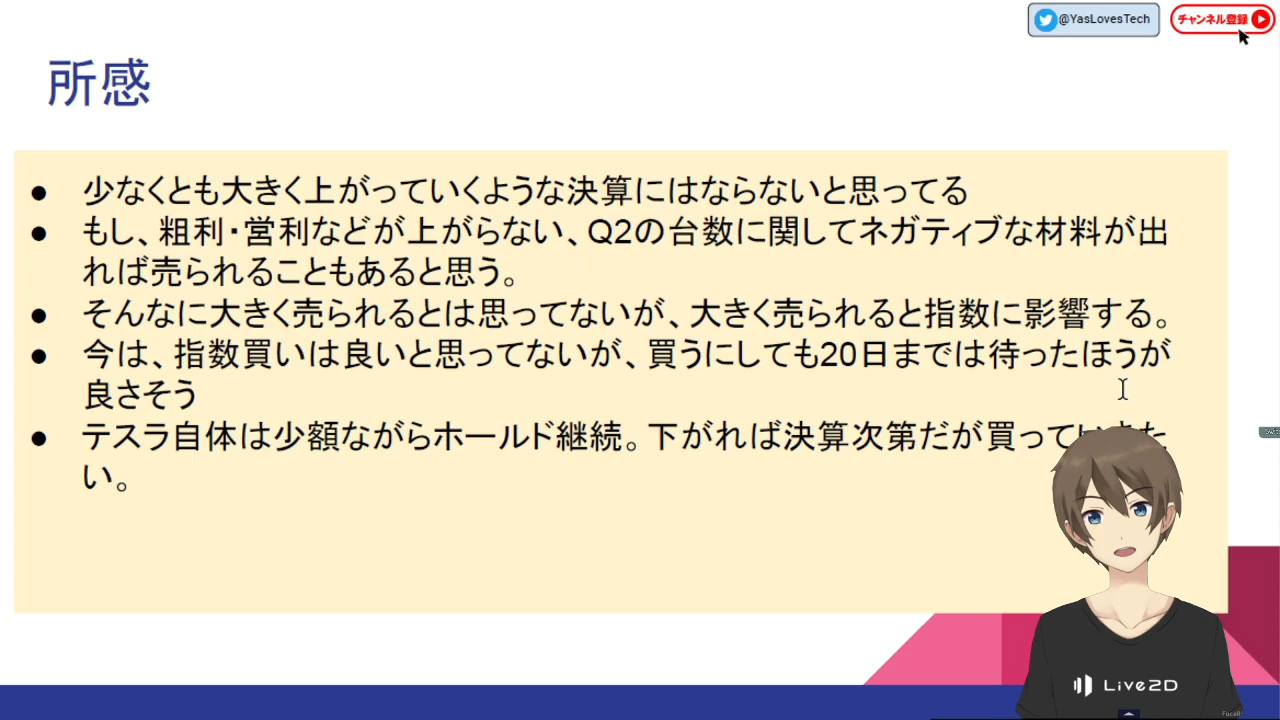 @YasLovesTech
チャンネル登録
所感
● 少なくとも大きく上がっていくような決算にはならないと思ってる
● もし、粗利・営利などが上がらない、Q2の台数に関してネガティブな材料が出
れば売られることもあると思う。
● そんなに大きく売られるとは思ってないが、大きく売られると指数に影響する。
● 今は、指数買いは良いと思ってないが、買うにしても20日までは待ったほうが
良さそう
● テスラ自体は少額ながらホールド継続。下がれば決算次第だが買って
い。
Live2D